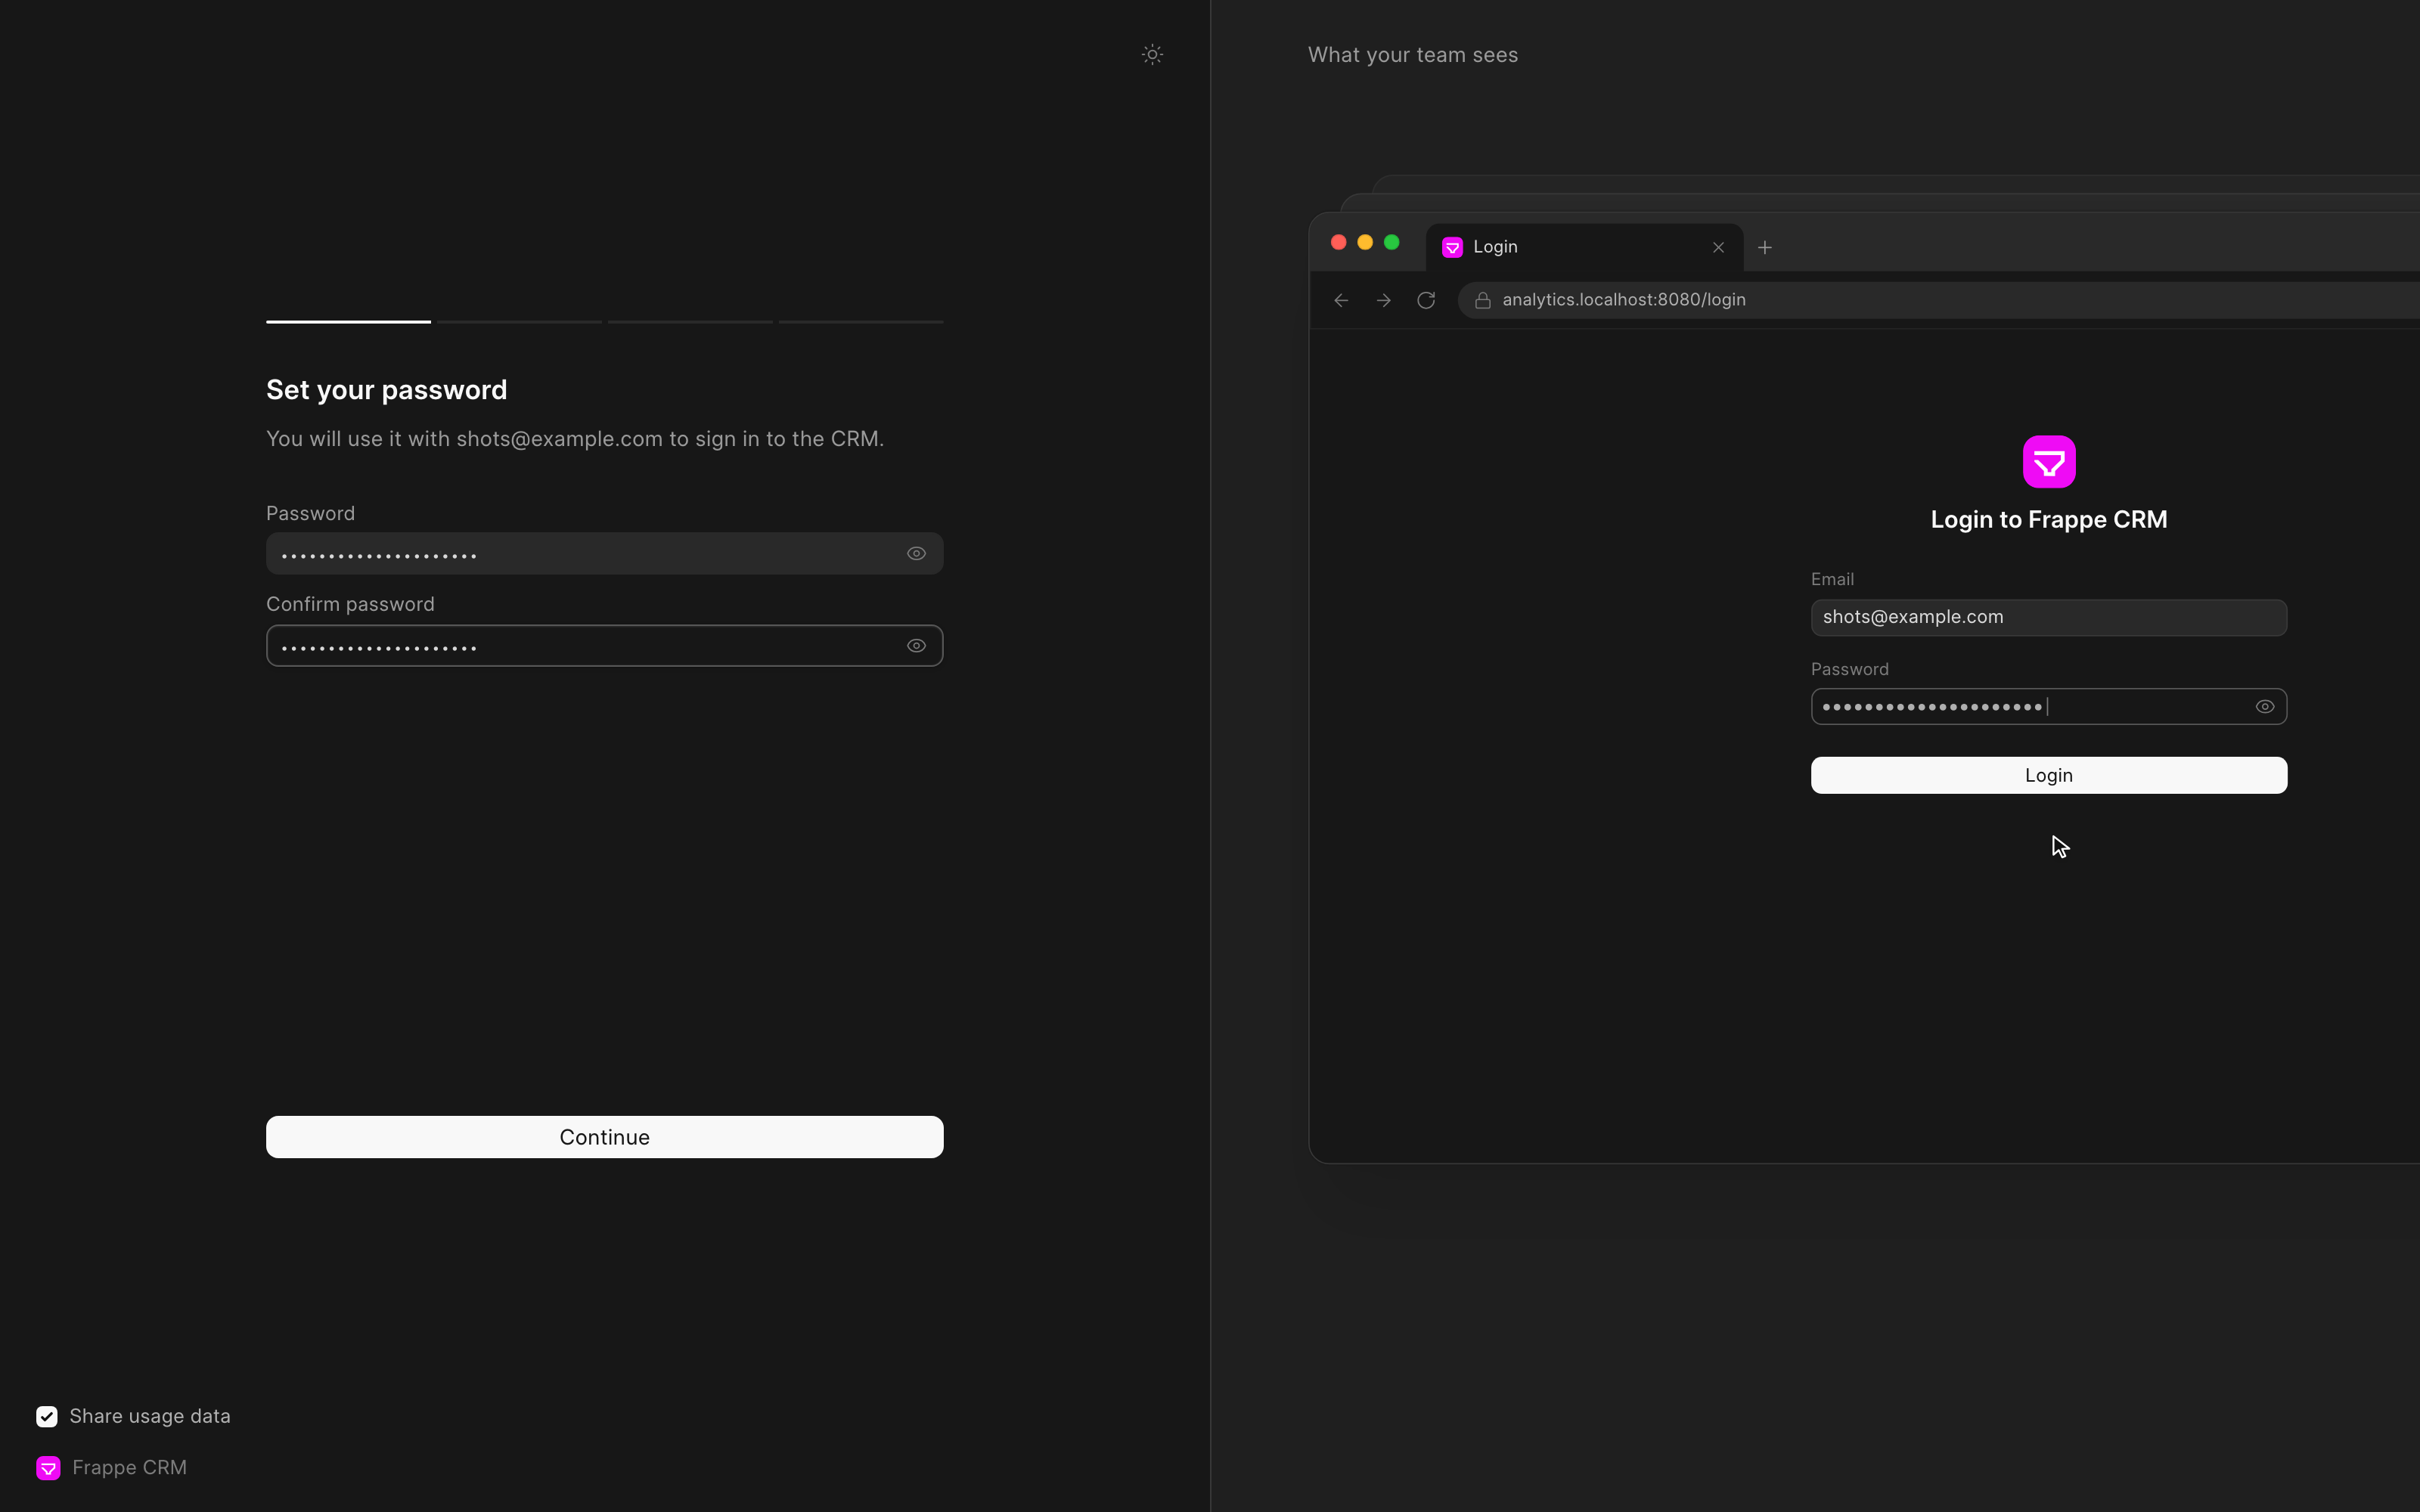 Set your password
You will use it with shots@example.com to sign in to the CRM.
Password
Confirm password
Continue
Share usage data
Frappe CRM
What your team sees
Login
analytics.localhost:8080/login
Login to Frappe CRM
Email
shots@example.com
Password
Login